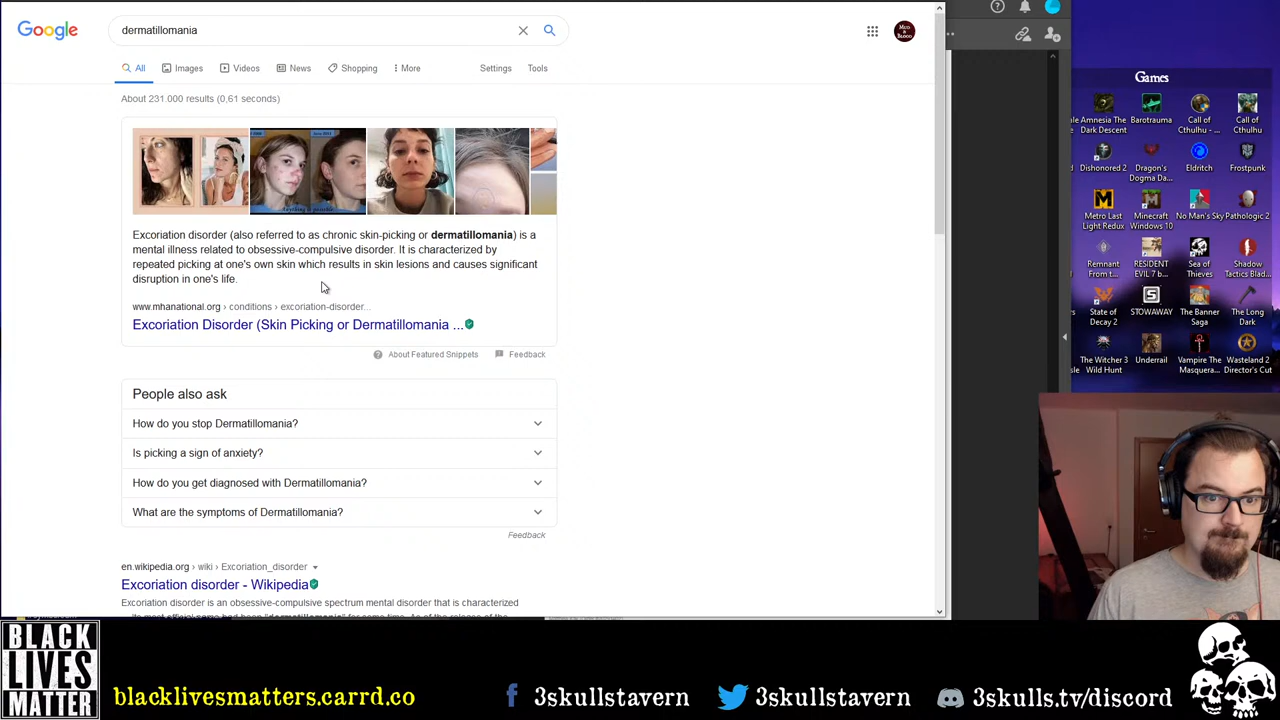 Google
dermatillomania
All
Images
Videos
News
Shopping
More
Settings
Tools
About 231.000 results (0,61 seconds)
Excoriation disorder (also referred to as chronic skin-picking or dermatillomania) is a
mental illness related to obsessive-compulsive disorder. It is characterized by
repeated picking at one's own skin which results in skin lesions and causes significant
disruption in one's life.
www.mhanational.org › conditions › excoriation-disorder...
Excoriation Disorder (Skin Picking or Dermatillomania ...
About Featured Snippets
Feedback
People also ask
How do you stop Dermatillomania?
Is picking a sign of anxiety?
How do you get diagnosed with Dermatillomania?
What are the symptoms of Dermatillomania?
Feedback
en.wikipedia.org › wiki › Excoriation_disorder
Excoriation disorder - Wikipedia
Excoriation disorder is an obsessive-compulsive spectrum mental disorder that is characterized
Games
Amnesia The
Dark Descent
Barotrauma
Call of
Cthulhu - ...
Call of
Cthulhu
Dishonored 2
Dragon's
Dogma Da...
Eldritch
Frostpunk
Metro Last
Light Redux
Minecraft
Windows 10
No Man's Sky
Pathologic 2
Remnant
From t...
RESIDENT
EVIL 7 b...
Sea of
Thieves
Shadow
Tactics Blad...
State of
Decay 2
STOWAWAY
The Banner
Saga
The Long
Dark
The Witcher 3
Wild Hunt
Underrail
Vampire The
Masquera...
Wasteland 2
Director's Cut
BLACK
LIVES
MATTER
blacklivesmatters.carrd.co
3skullstavern
3skullstavern
3skulls.tv/discord